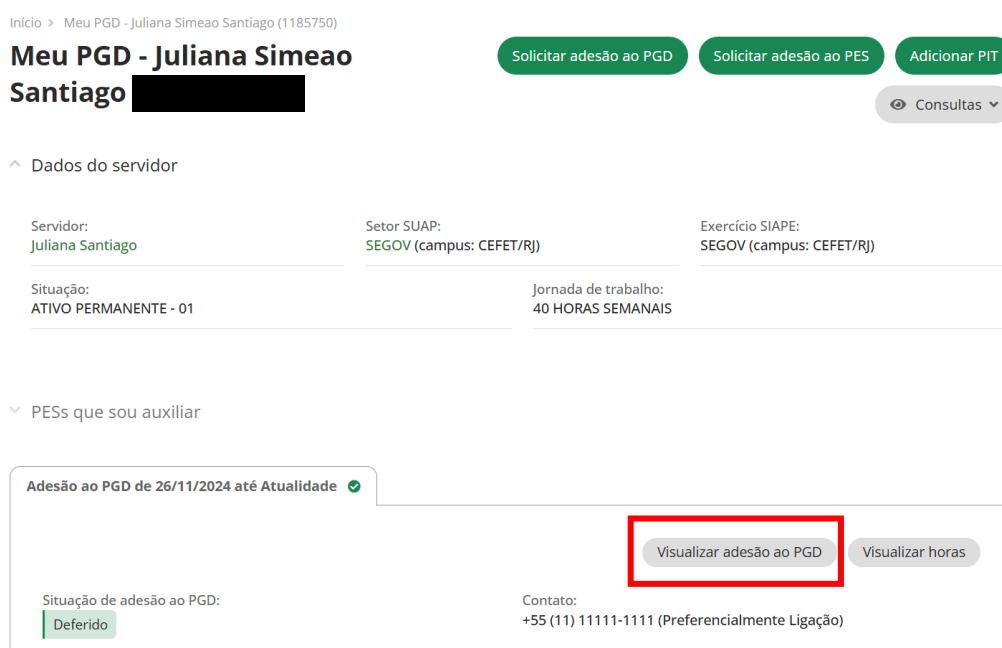 Início > Meu PGD - Juliana Simeao Santiago (1185750)
Meu PGD - Juliana Simeao
Santiago
Solicitar adesão ao PGD
Solicitar adesão ao PES
Adicionar PIT
Consultas
Dados do servidor
Servidor:
Juliana Santiago
Setor SUAP:
SEGOV (campus: CEFET/RJ)
Exercício SIAPE:
SEGOV (campus: CEFET/RJ)
Situação:
ATIVO PERMANENTE - 01
Jornada de trabalho:
40 HORAS SEMANAIS
PESs que sou auxiliar
Adesão ao PGD de 26/11/2024 até Atualidade
Visualizar adesão ao PGD
Visualizar horas
Situação de adesão ao PGD:
Deferido
Contato:
+55 (11) 11111-1111 (Preferencialmente Ligação)